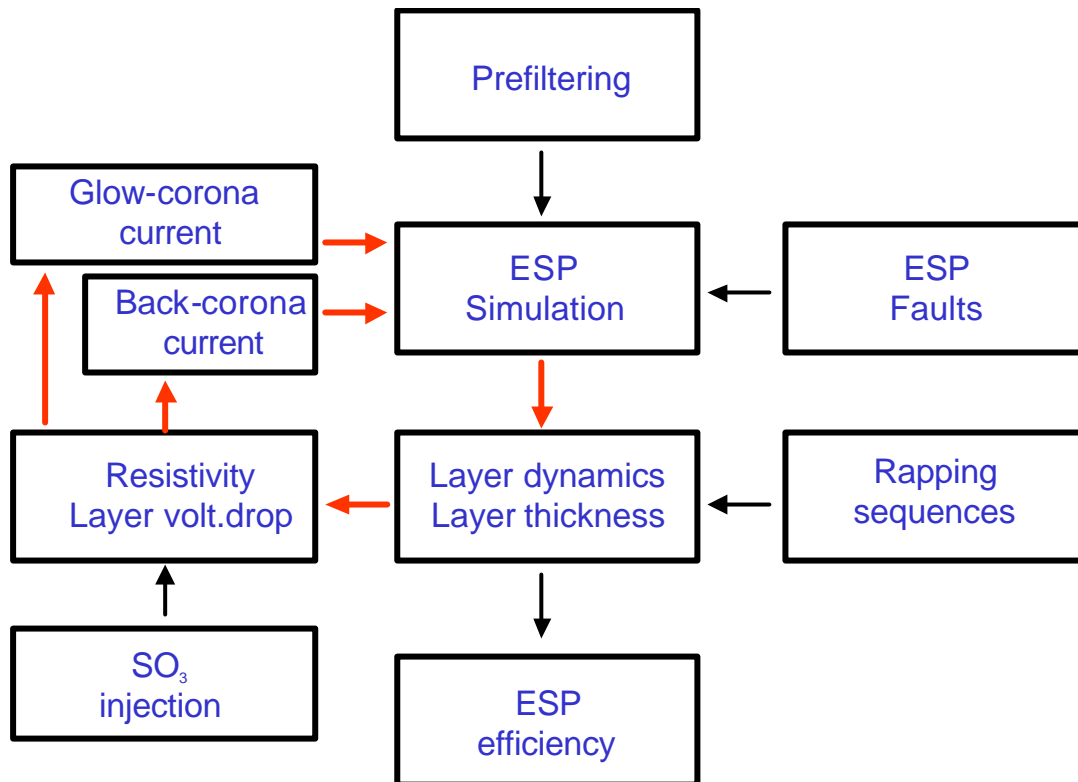 Prefiltering
Glow-corona
current
Back-corona
current
ESP
Simulation
ESP
Faults
Resistivity
Layer volt.drop
Layer dynamics
Layer thickness
Rapping
sequences
SO₃
injection
ESP
efficiency